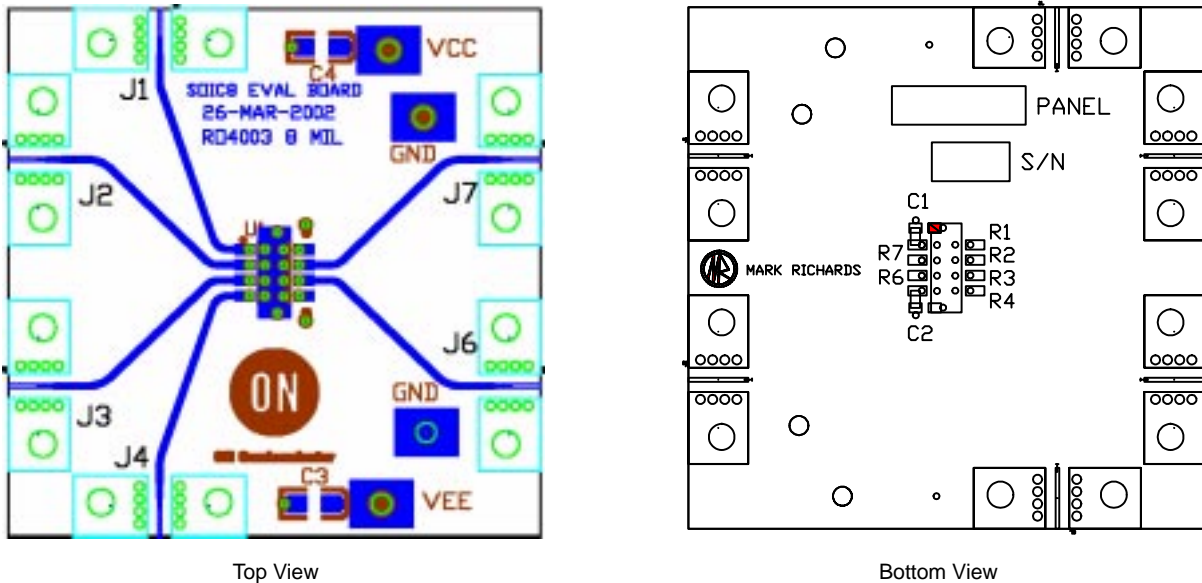 J1
C4
VCC
SOIC8 EVAL BOARD
26-MAR-2002
RO4003 8 MIL
GND
J2
J7
U1
J3
J6
ON
GND
J4
ON Semiconductor
C3
VEE
Top View
PANEL
S/N
C1
R1
R7
R2
MARK RICHARDS
R6
R3
R4
C2
Bottom View